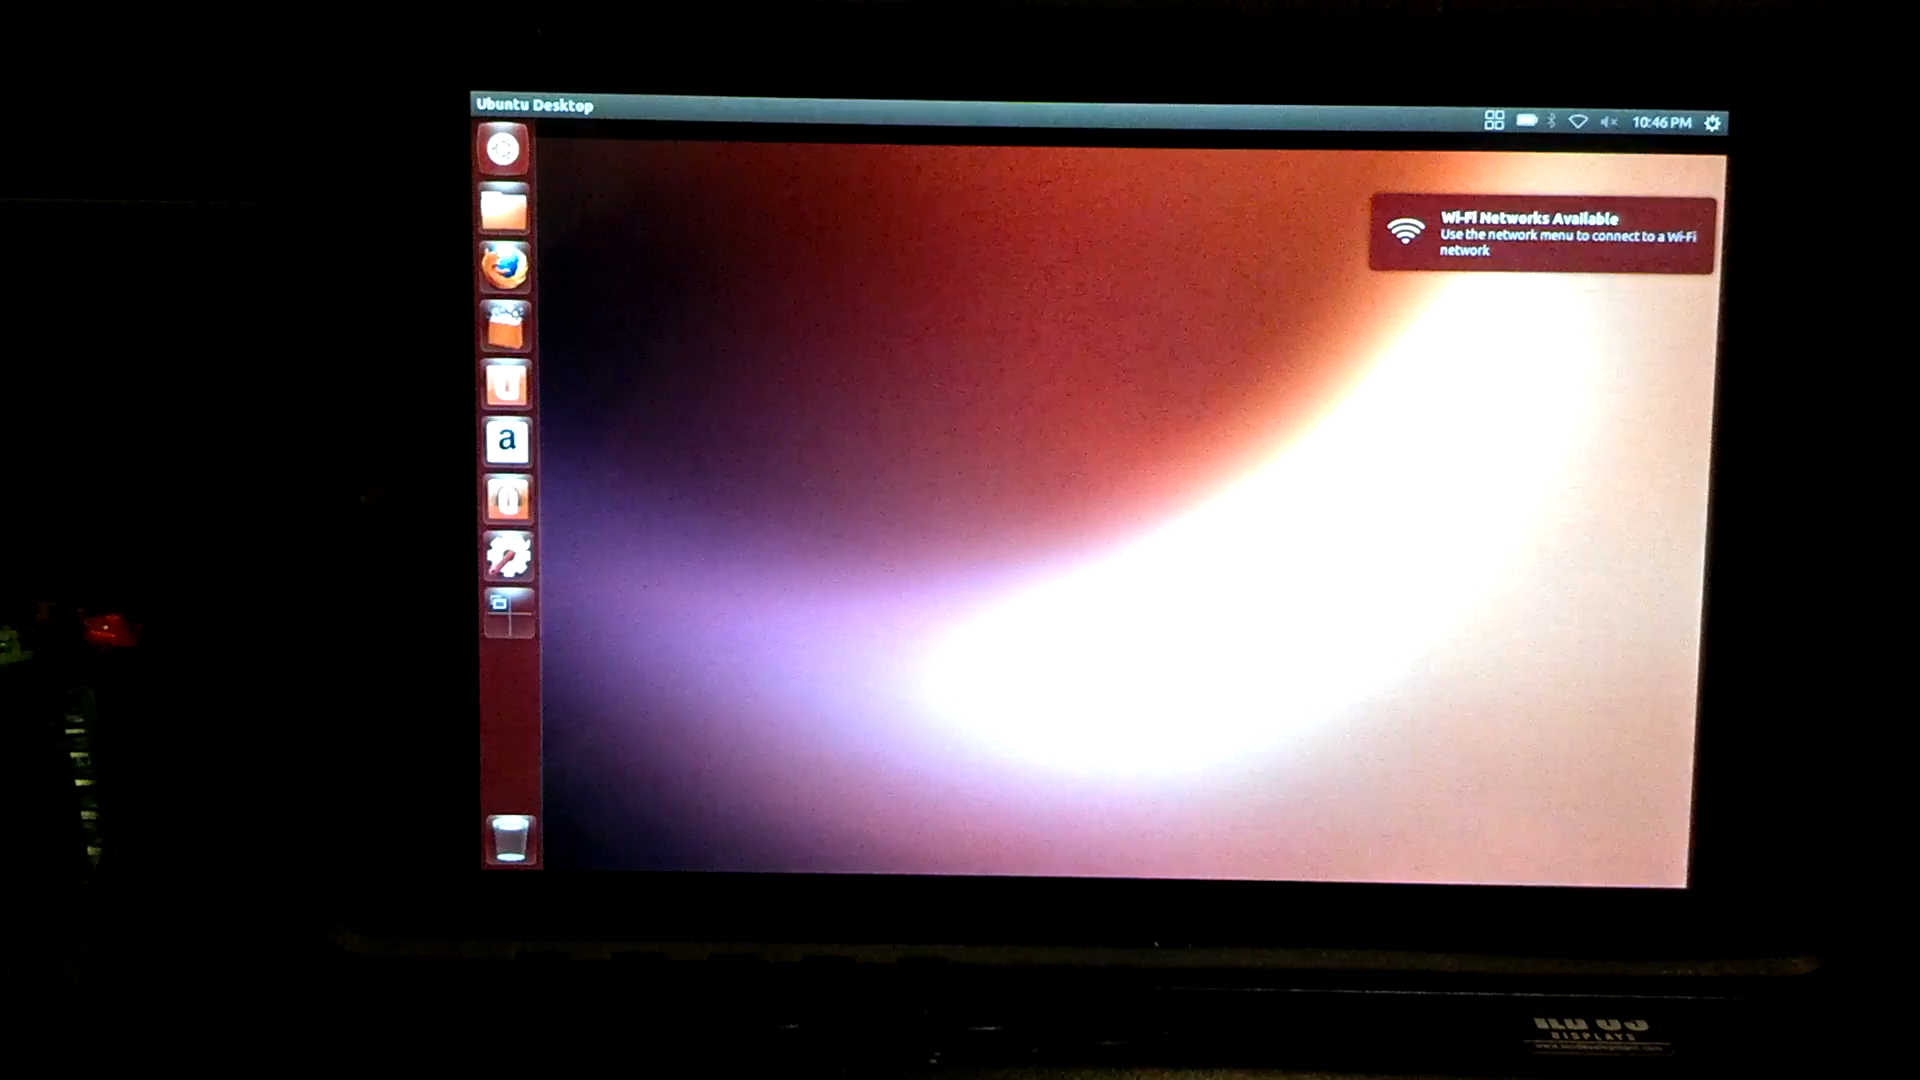 Ubuntu Desktop
10:46 PM
Wi-Fi Networks Available
Use the network menu to connect to a Wi-Fi
network
a
DISPLAYS